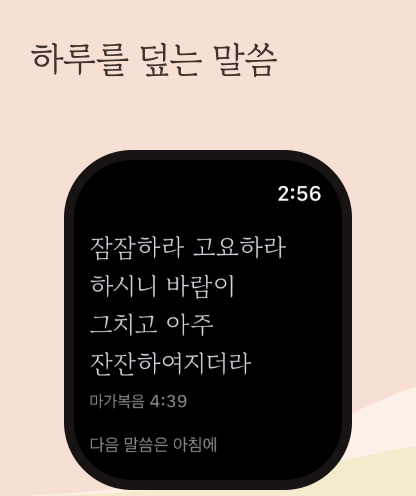 하루를 덮는 말씀
2:56
잠잠하라 고요하라
하시니 바람이
그치고 아주
잔잔하여지더라
마가복음 4:39
다음 말씀은 아침에